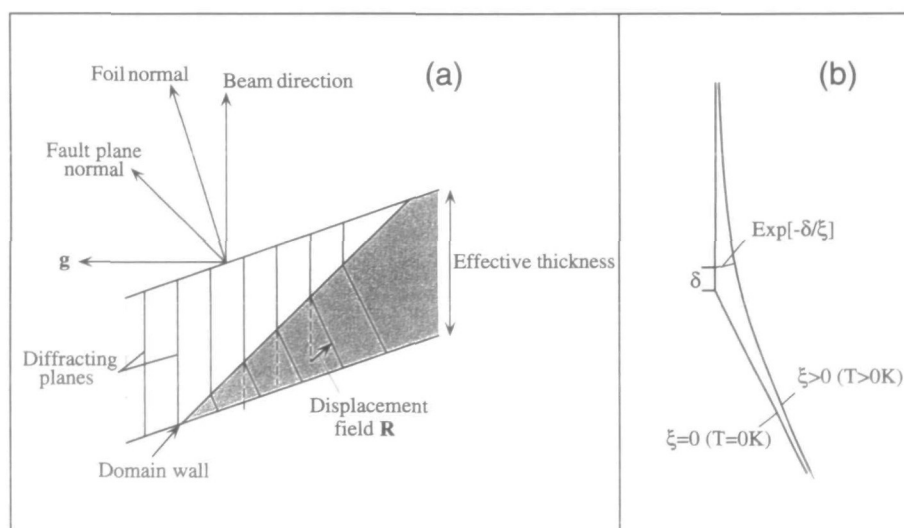 (a)
Foil normal
Beam direction
Fault plane
normal
g
Effective thickness
Diffracting
planes
Displacement
field R
Domain wall
(b)
Exp[-δ/ξ]
δ
ξ>0 (T>0K)
ξ=0 (T=0K)